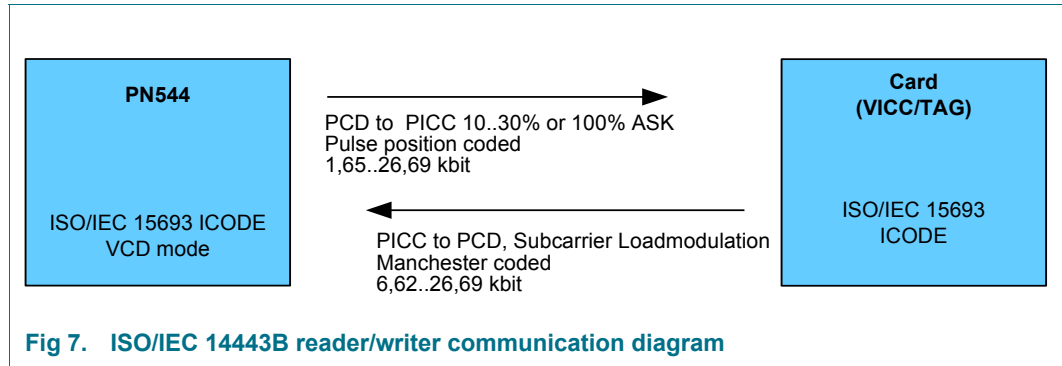 PN544
ISO/IEC 15693 ICODE
VCD mode
PCD to PICC 10..30% or 100% ASK
Pulse position coded
1,65..26,69 kbit
PICC to PCD, Subcarrier Loadmodulation
Manchester coded
6,62..26,69 kbit
Card
(VICC/TAG)
ISO/IEC 15693
ICODE
Fig 7. ISO/IEC 14443B reader/writer communication diagram